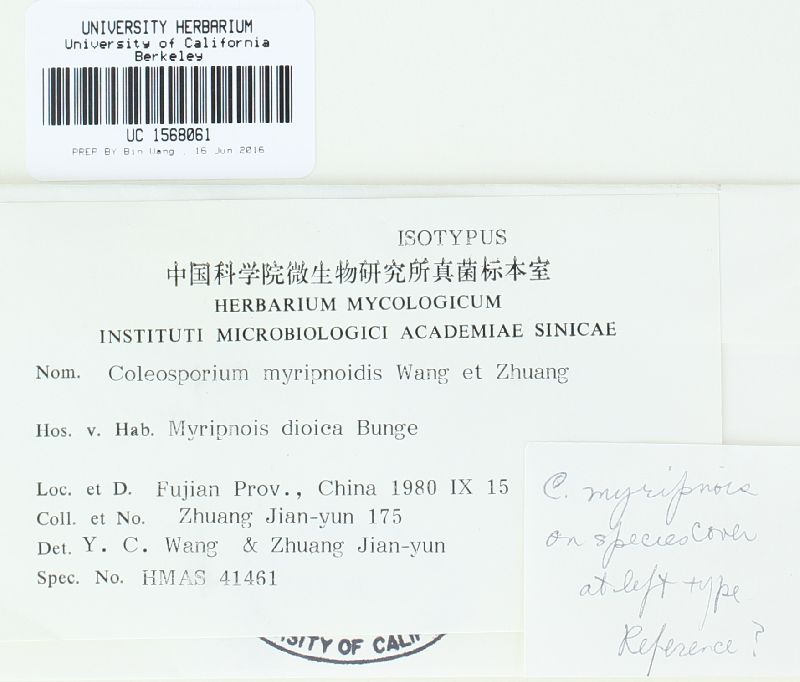 UNIVERSITY HERBARIUM
University of California
Berkeley
UC 1568061
PREP BY Bin Wang , 16 Jun 2016
ISOTYPUS
中国科学院微生物研究所真菌标本室
HERBARIUM MYCOLOGICUM
INSTITUTI MICROBIOLOGICI ACADEMIAE SINICAE
Nom. Coleosporium myripnoidis Wang et Zhuang
Hos. v. Hab. Myripnois dioica Bunge
Loc. et D. Fujian Prov., China 1980 IX 15
Coll. et No. Zhuang Jian-yun 175
Det. Y. C. Wang & Zhuang Jian-yun
Spec. No. HMAS 41461
C. myripnois
on species cover
at left type
Reference?
SITY OF CALI